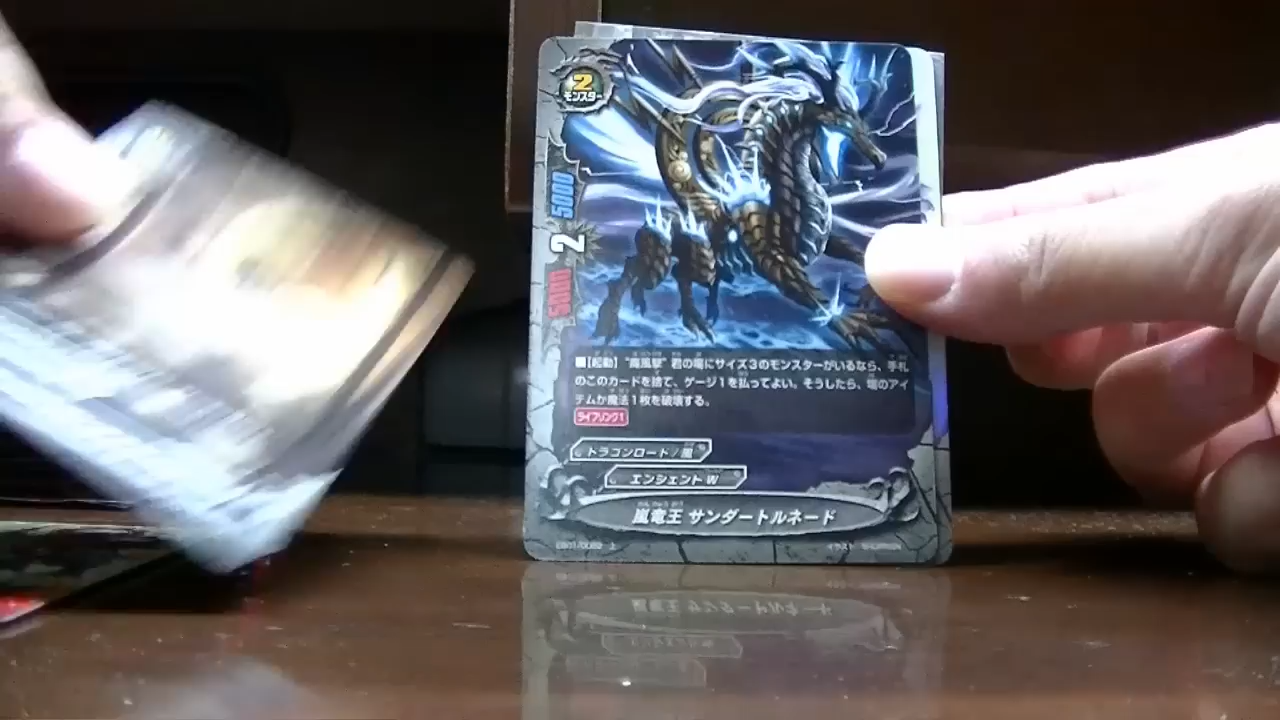 2
モンスター
5000
2
5000
■【起動】"魔風撃" 君の場にサイズ3のモンスターがいるなら、手札
のこのカードを捨て、ゲージ1を払ってよい。そうしたら、場のアイ
テムか魔法1枚を破壊する。
ライフリンク1
ドラゴンロード/嵐
エンシェントW
嵐竜王 サンダートルネード